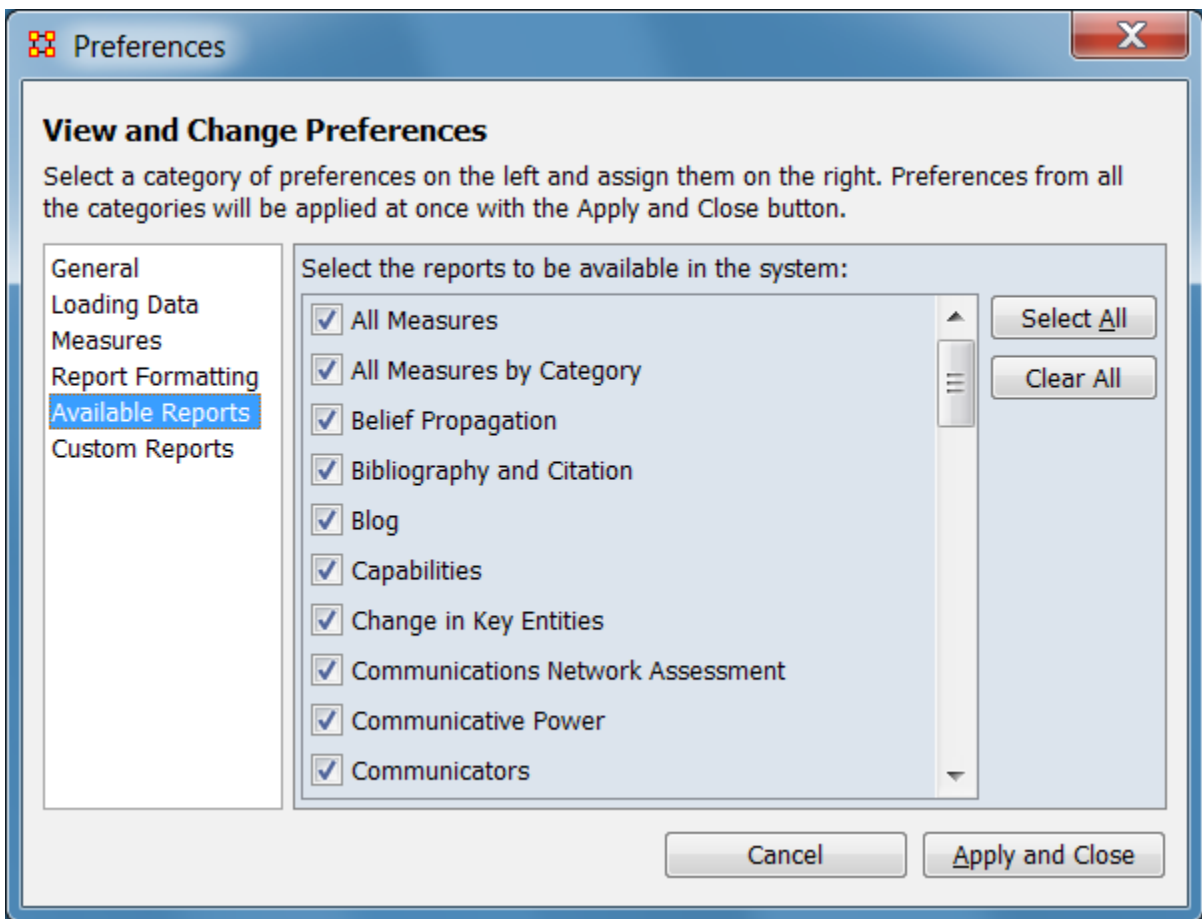 Preferences
X
View and Change Preferences
Select a category of preferences on the left and assign them on the right. Preferences from all
the categories will be applied at once with the Apply and Close button.
General
Loading Data
Measures
Report Formatting
Available Reports
Custom Reports
Select the reports to be available in the system:
All Measures
All Measures by Category
Belief Propagation
Bibliography and Citation
Blog
Capabilities
Change in Key Entities
Communications Network Assessment
Communicative Power
Communicators
Select All
Clear All
Cancel
Apply and Close